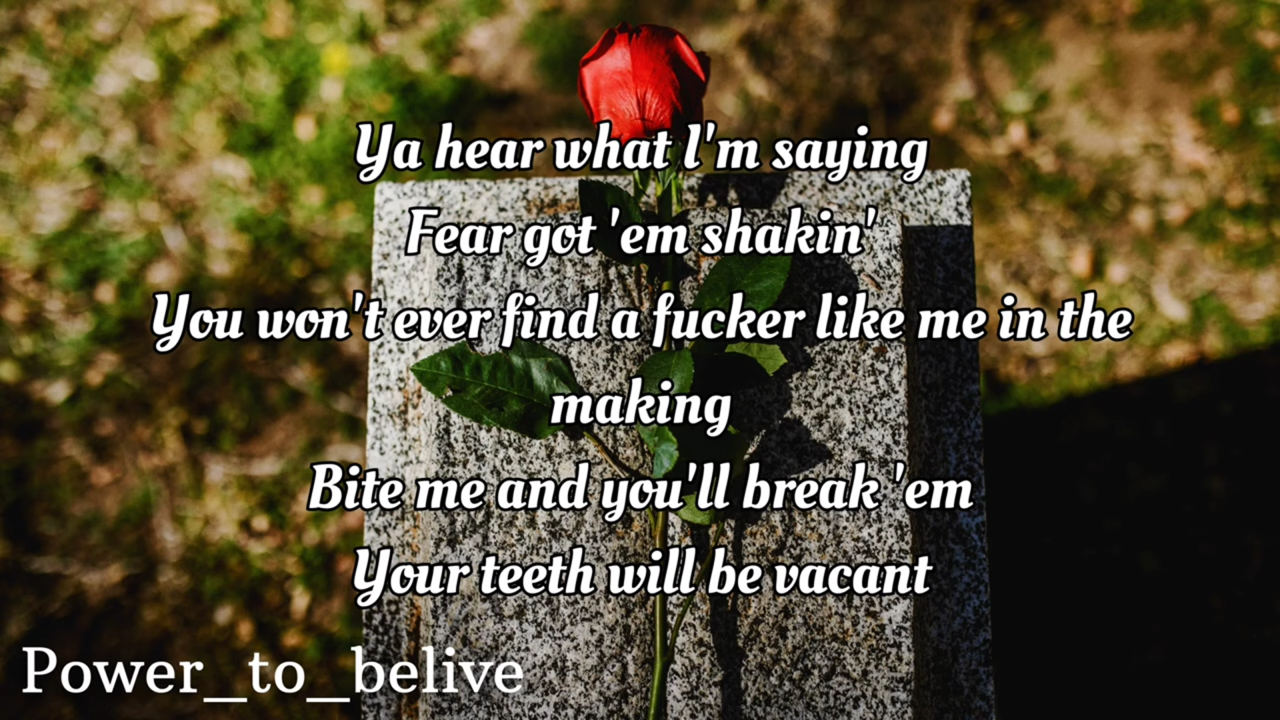 Ya hear what I'm saying
Fear got 'em shakin'
You won't ever find a fucker like me in the
making
Bite me and you'll break 'em
Your teeth will be vacant
Power_to_belive